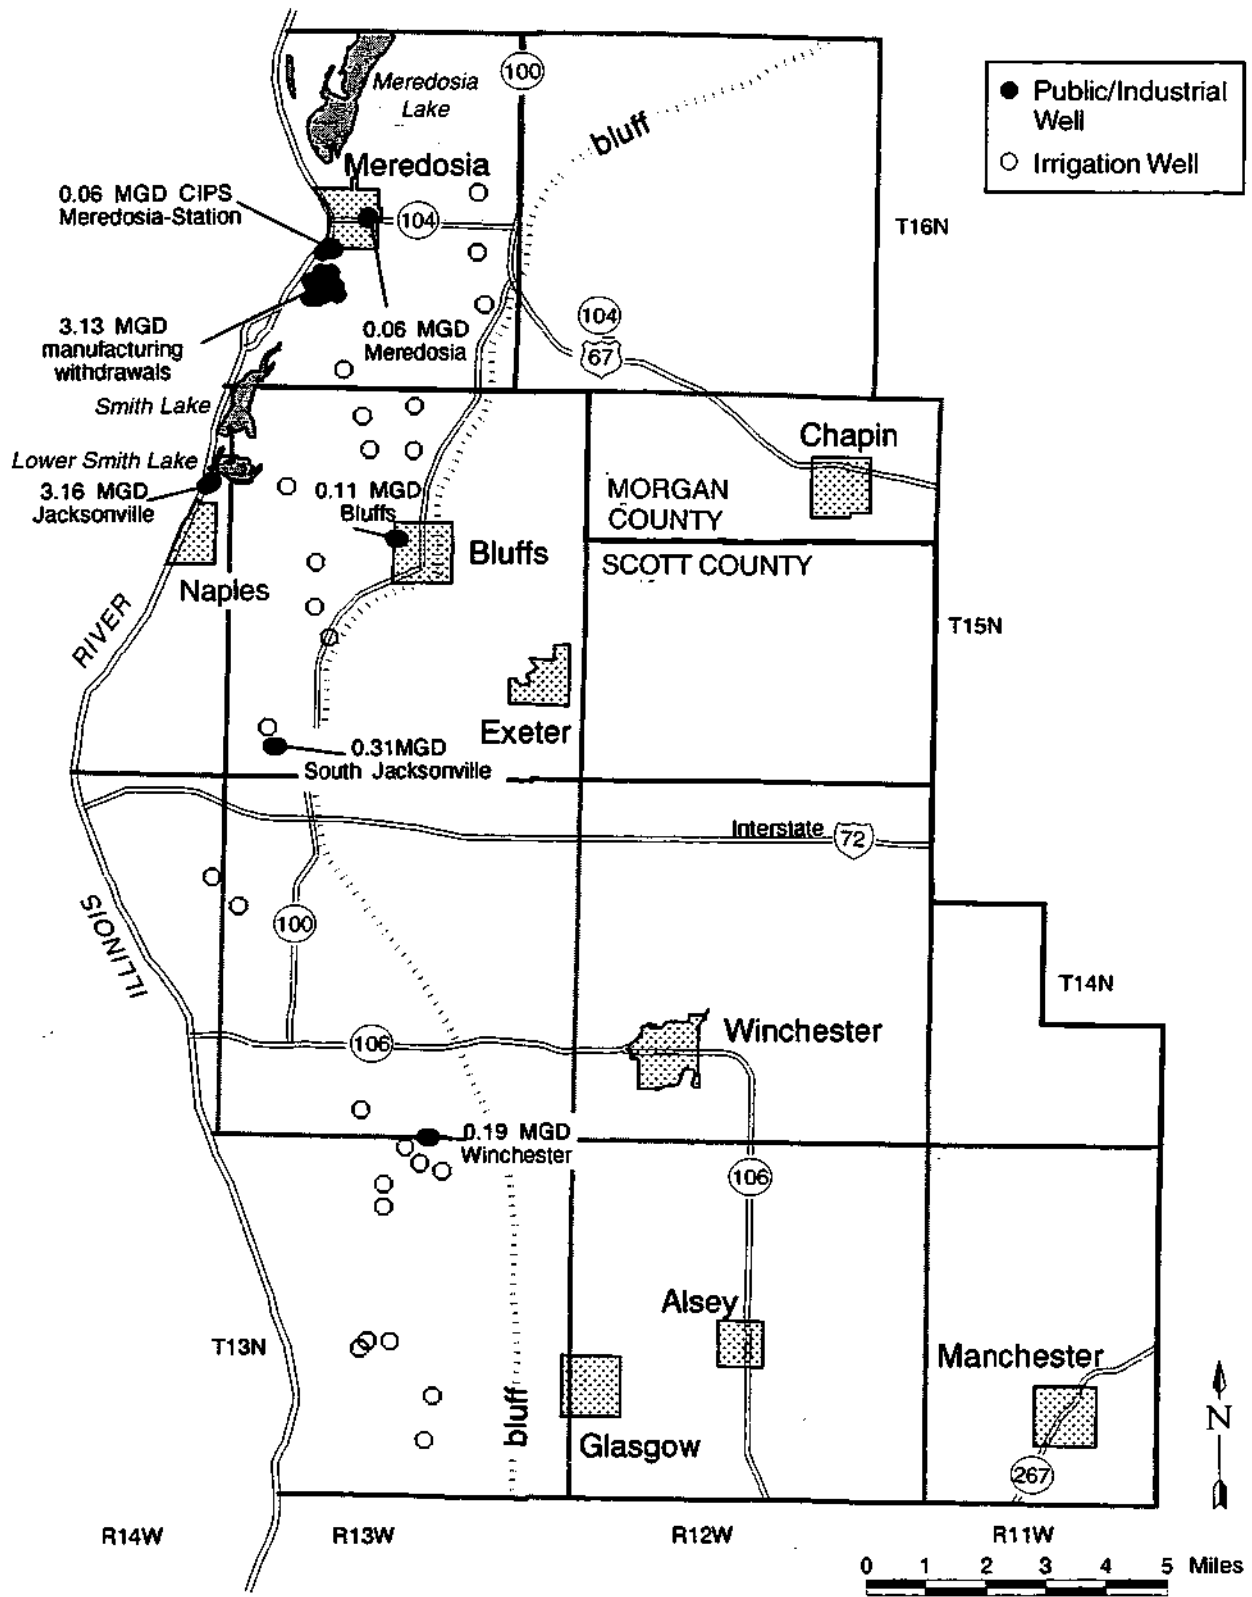 100
Public/Industrial
Well
Irrigation Well
Meredosia
Lake
bluff
Meredosia
0.06 MGD CIPS
Meredosia-Station
104
T16N
3.13 MGD
manufacturing
withdrawals
0.06 MGD
Meredosia
104
67
Smith Lake
Chapin
Lower Smith Lake
3.16 MGD
Jacksonville
0.11 MGD
Bluffs
MORGAN
COUNTY
Bluffs
SCOTT COUNTY
Naples
RIVER
T15N
Exeter
0.31MGD
South Jacksonville
Interstate
72
ILLINOIS
100
T14N
106
Winchester
0.19 MGD
Winchester
106
Alsey
T13N
Manchester
bluff
Glasgow
N
267
R14W
R13W
R12W
R11W
0 1 2 3 4 5 Miles